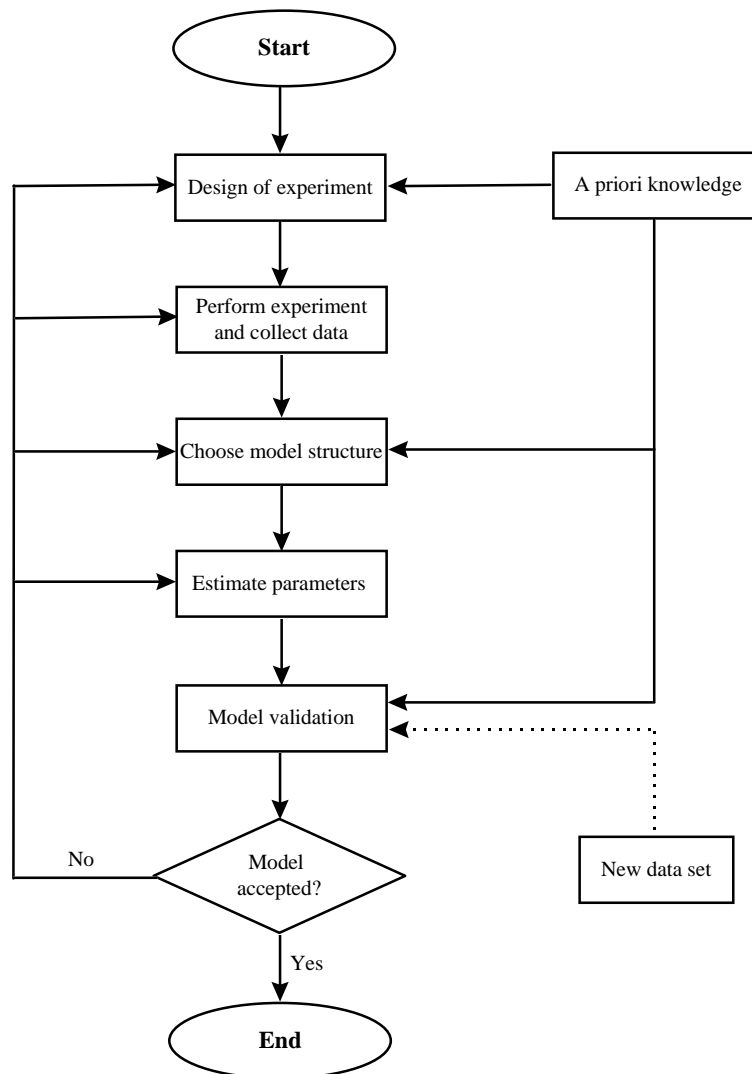 Start
Design of experiment
A priori knowledge
Perform experiment
and collect data
Choose model structure
Estimate parameters
Model validation
No
Model
accepted?
New data set
Yes
End